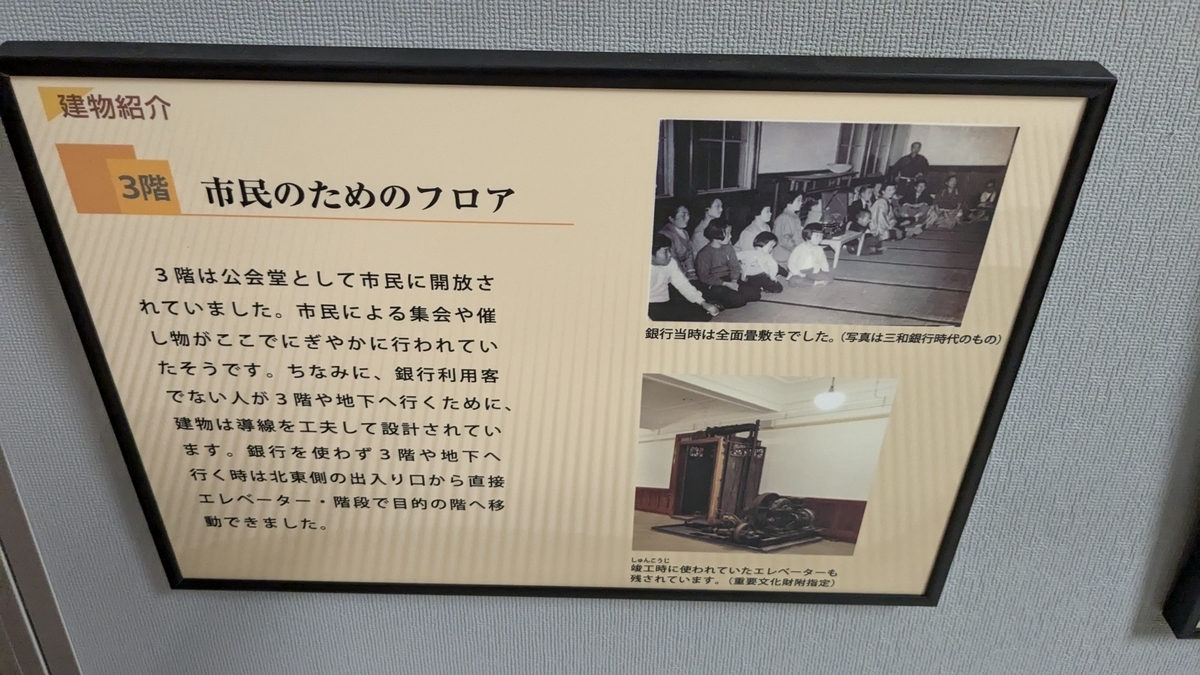 建物紹介
3階
市民のためのフロア
3階は公会堂として市民に開放さ
れていました。市民による集会や催
し物がここでにぎやかに行われてい
たそうです。ちなみに、銀行利用客
でない人が3階や地下へ行くために、
建物は導線を工夫して設計されてい
ます。銀行を使わず3階や地下へ
行く時は北東側の出入り口から直接
エレベーター・階段で目的の階へ移
動できました。
銀行当時は全面畳敷きでした。(写真は三和銀行時代のもの)
しゅんこうじ
竣工時に使われていたエレベーターも
残されています。(重要文化財附指定)